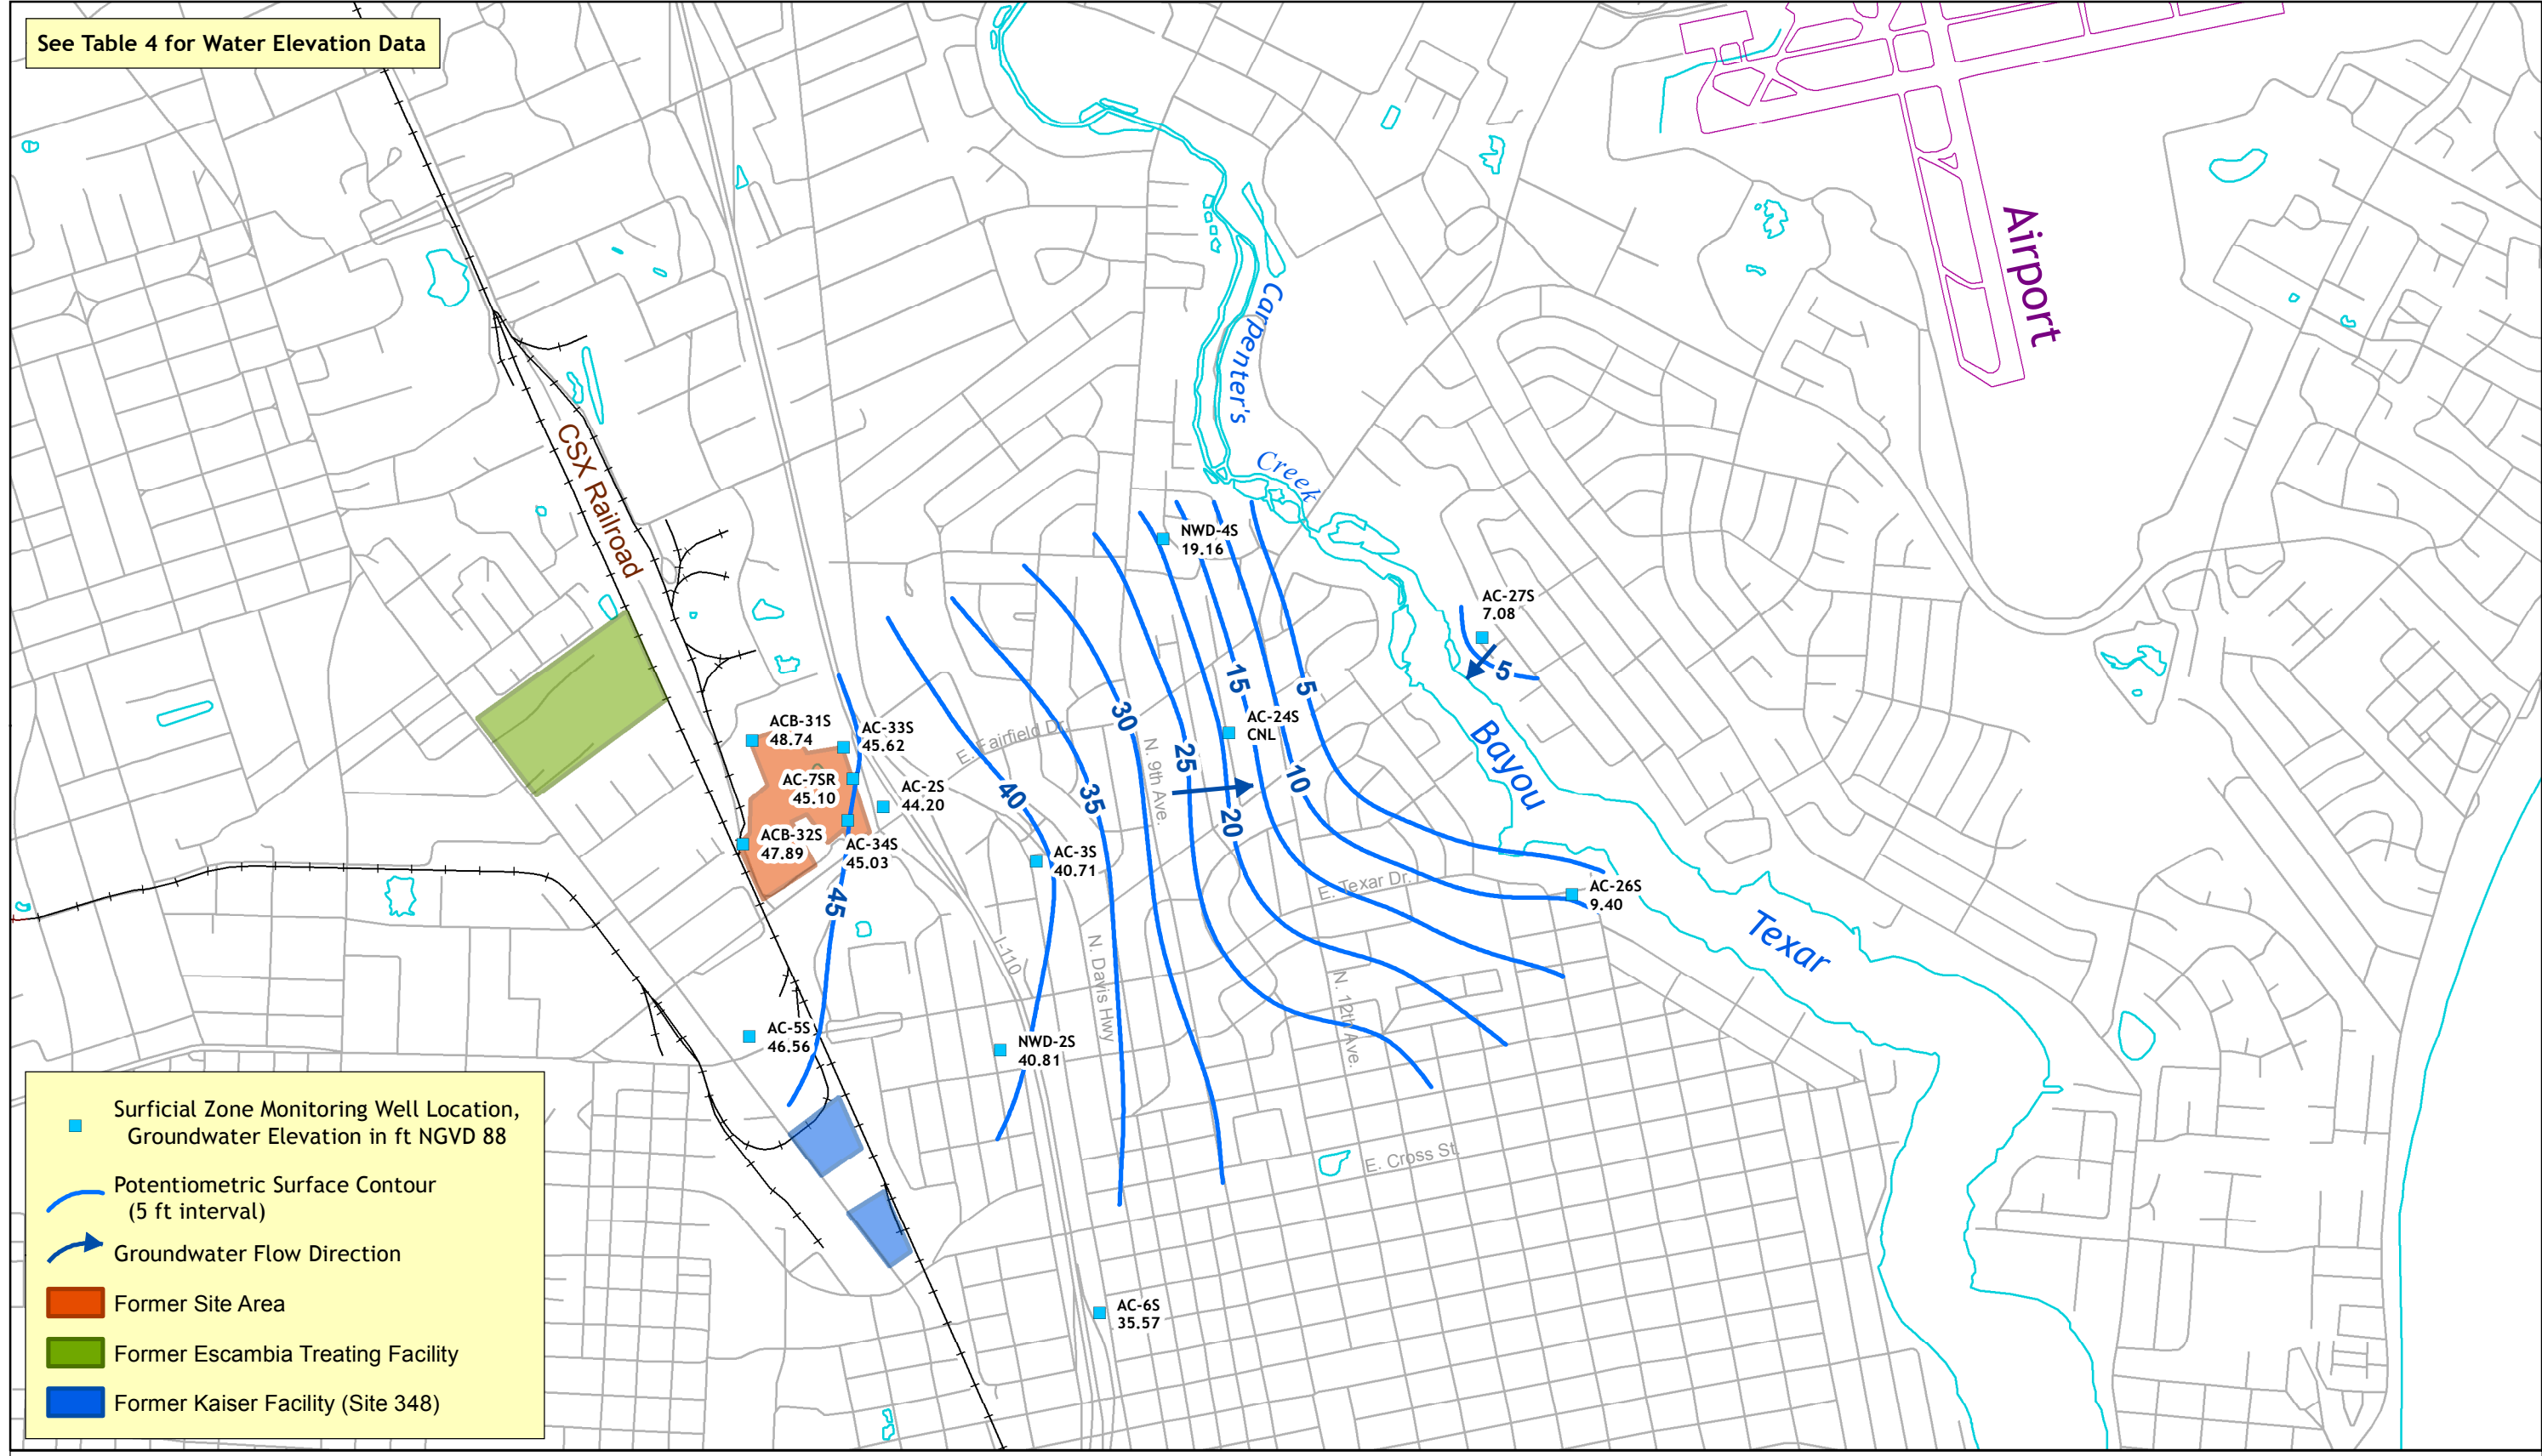 See Table 4 for Water Elevation Data
Airport
Carpenter's
Creek
CSX Railroad
NWD-4S
19.16
AC-27S
7.08
5
15
5
30
25
10
20
35
40
45
ACB-31S
48.74
AC-33S
45.62
AC-7SR
45.10
AC-2S
44.20
ACB-32S
47.89
AC-34S
45.03
AC-24S
CNL
AC-3S
40.71
AC-26S
9.40
AC-5S
46.56
NWD-2S
40.81
AC-6S
35.57
E. Fairfield Dr.
N. 9th Ave.
E. Texar Dr.
I-110
N. Davis Hwy
N. 12th Ave.
E. Cross St.
Bayou
Texar
Surficial Zone Monitoring Well Location,
Groundwater Elevation in ft NGVD 88
Potentiometric Surface Contour
(5 ft interval)
Groundwater Flow Direction
Former Site Area
Former Escambia Treating Facility
Former Kaiser Facility (Site 348)